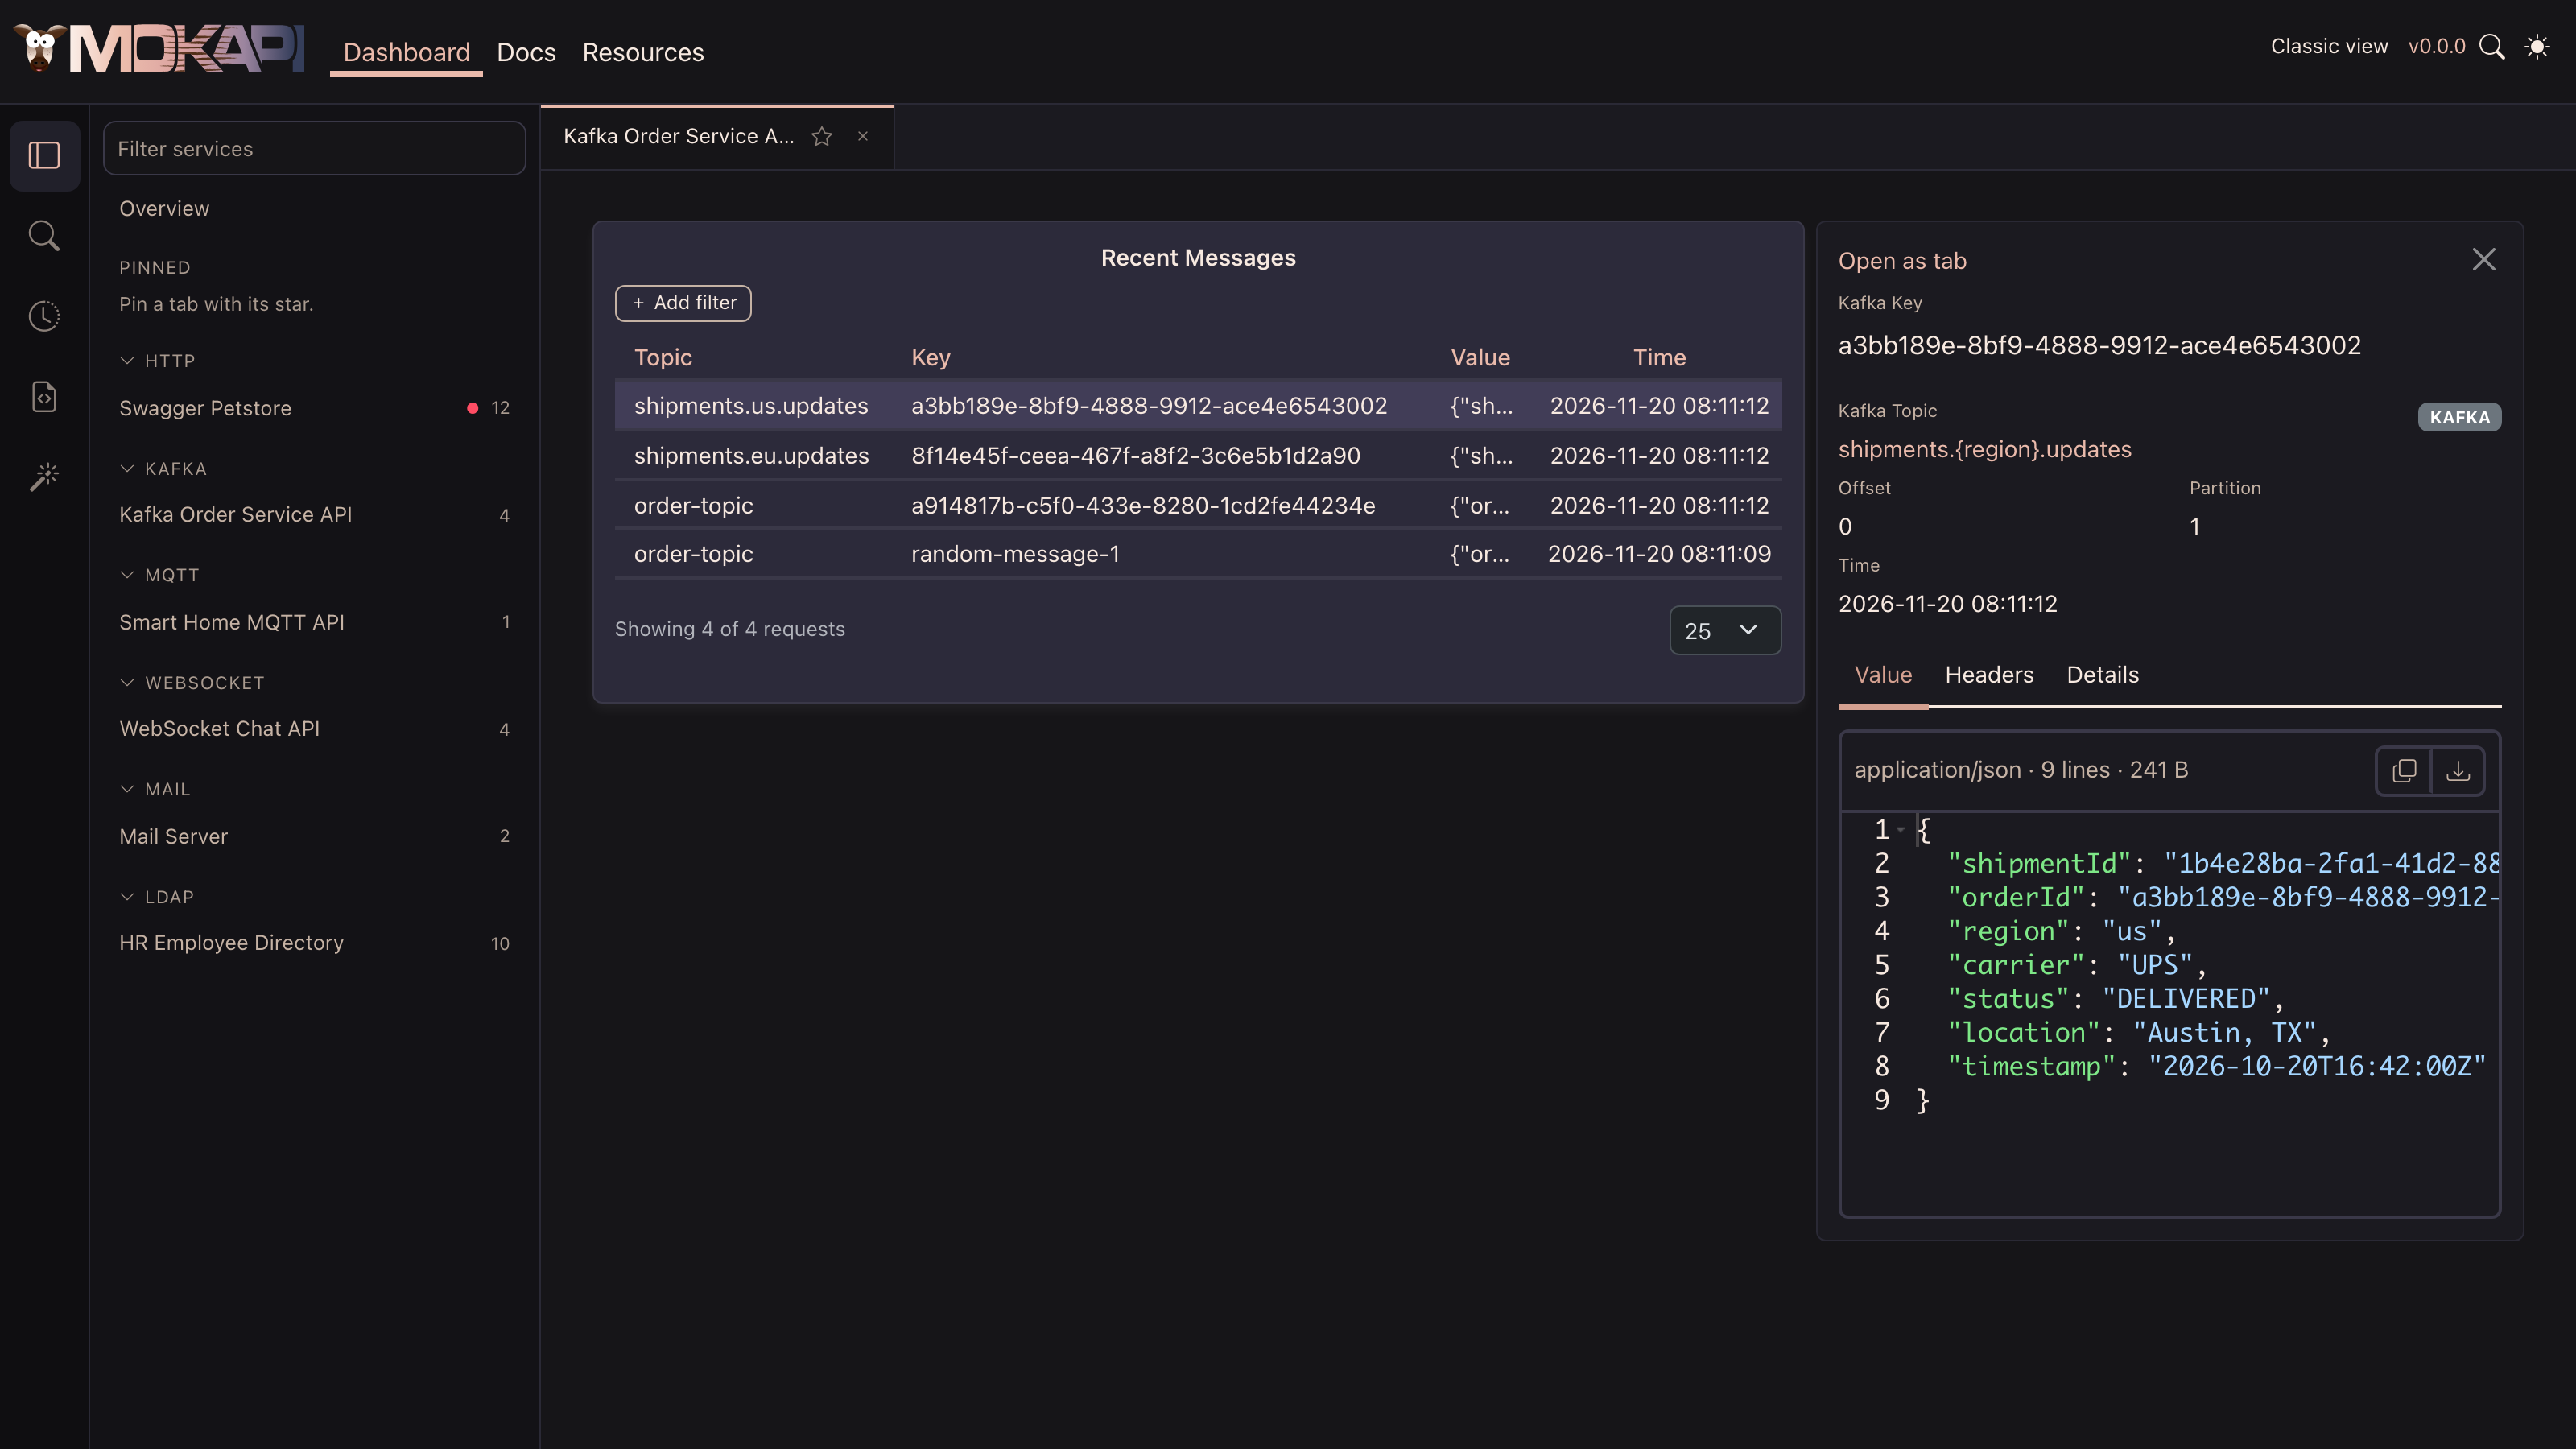 MOKAPI
Dashboard
Docs
Resources
Classic view
v0.0.0
Filter services
Overview
PINNED
Pin a tab with its star.
HTTP
Swagger Petstore
12
KAFKA
Kafka Order Service API
4
MQTT
Smart Home MQTT API
1
WEBSOCKET
WebSocket Chat API
4
MAIL
Mail Server
2
LDAP
HR Employee Directory
10
Kafka Order Service A...
Recent Messages
+ Add filter
Topic Key Value Time
shipments.us.updates a3bb189e-8bf9-4888-9912-ace4e6543002 {"sh... 2026-11-20 08:11:12
shipments.eu.updates 8f14e45f-ceea-467f-a8f2-3c6e5b1d2a90 {"sh... 2026-11-20 08:11:12
order-topic a914817b-c5f0-433e-8280-1cd2fe44234e {"or... 2026-11-20 08:11:12
order-topic random-message-1 {"or... 2026-11-20 08:11:09
Showing 4 of 4 requests
25
Open as tab
Kafka Key
a3bb189e-8bf9-4888-9912-ace4e6543002
Kafka Topic
KAFKA
shipments.{region}.updates
Offset Partition
0 1
Time
2026-11-20 08:11:12
Value Headers Details
application/json · 9 lines · 241 B
1 {
2 "shipmentId": "1b4e28ba-2fa1-41d2-88
3 "orderId": "a3bb189e-8bf9-4888-9912-
4 "region": "us",
5 "carrier": "UPS",
6 "status": "DELIVERED",
7 "location": "Austin, TX",
8 "timestamp": "2026-10-20T16:42:00Z"
9 }